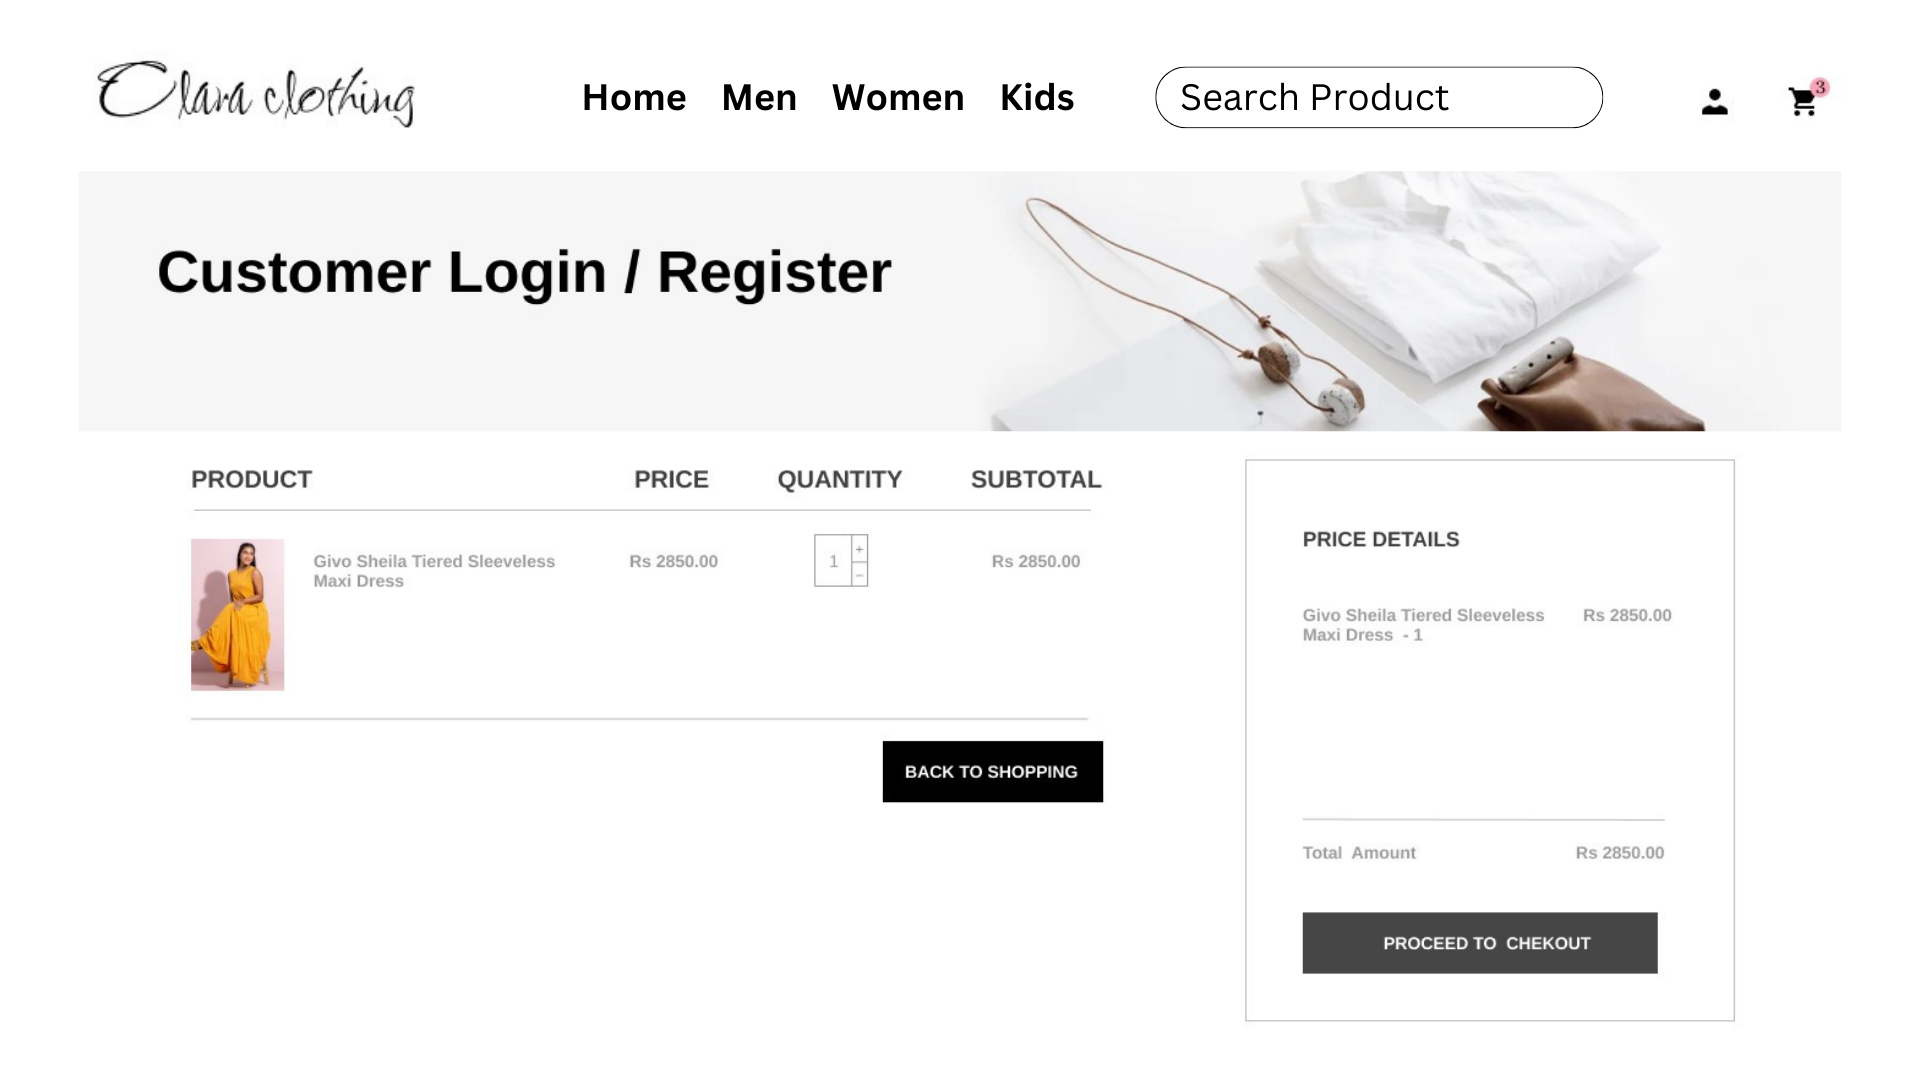 Clara clothing
Home Men Women Kids
Search Product
3
Customer Login / Register
PRODUCT PRICE QUANTITY SUBTOTAL
Givo Sheila Tiered Sleeveless
Maxi Dress
Rs 2850.00
1
+
−
Rs 2850.00
BACK TO SHOPPING
PRICE DETAILS
Givo Sheila Tiered Sleeveless Rs 2850.00
Maxi Dress - 1
Total Amount Rs 2850.00
PROCEED TO CHEKOUT